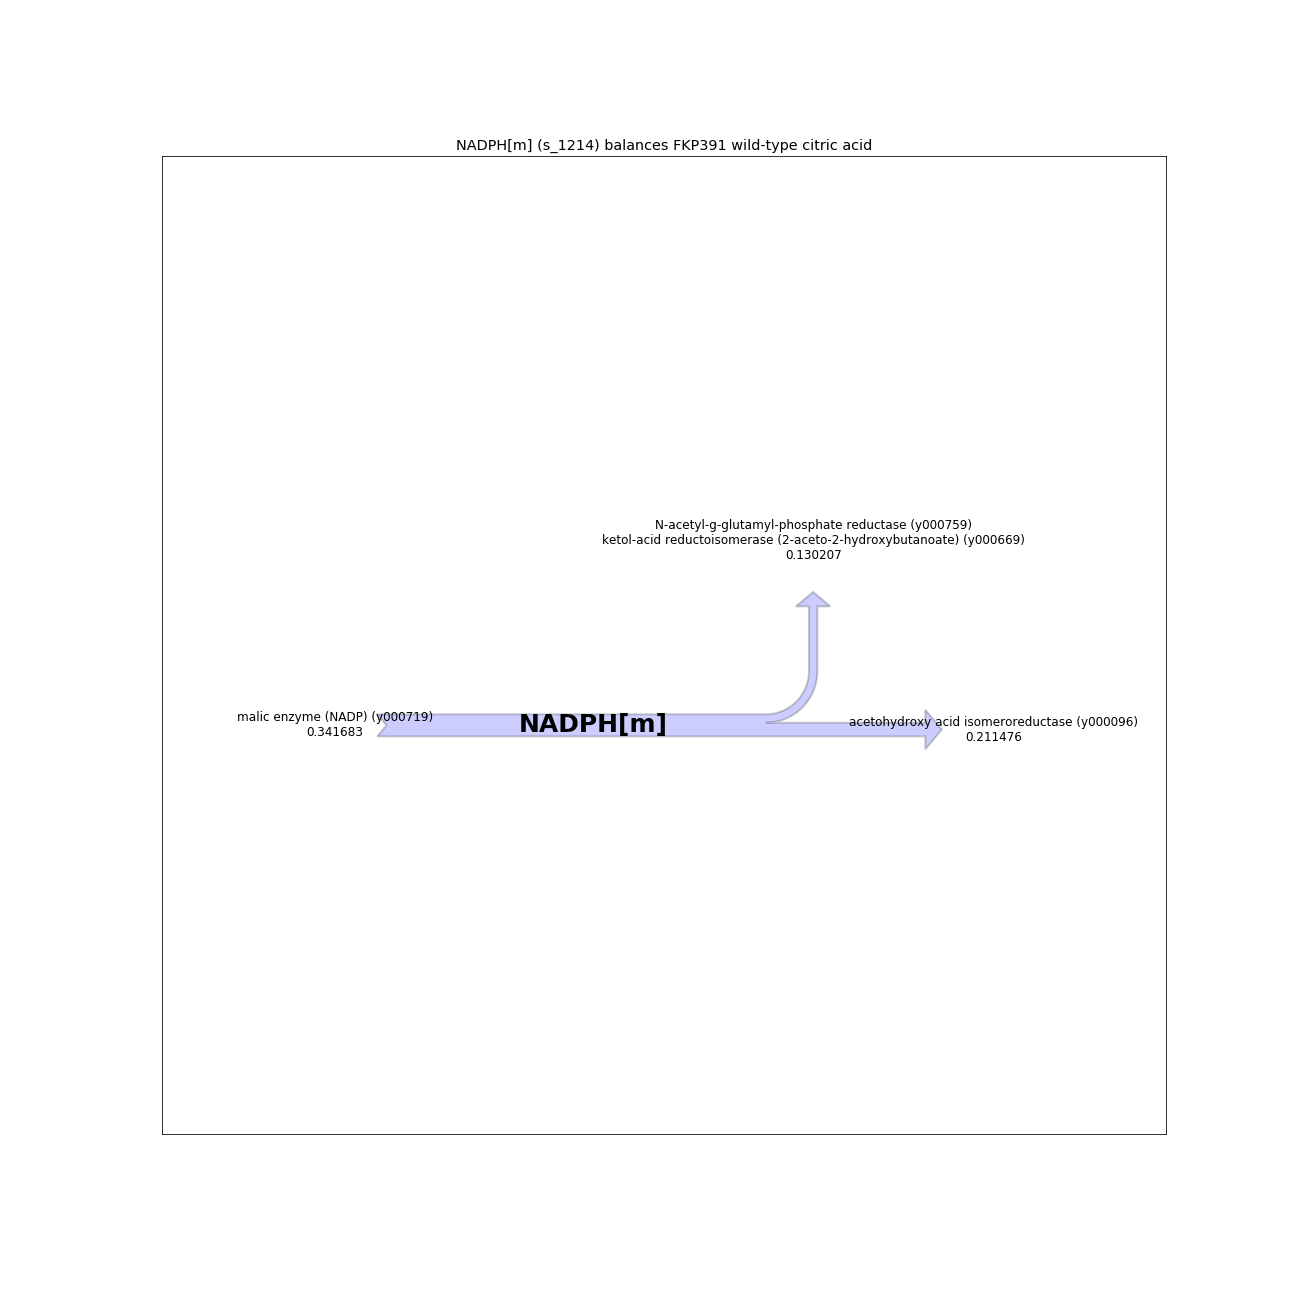 NADPH[m] (s_1214) balances FKP391 wild-type citric acid
N-acetyl-g-glutamyl-phosphate reductase (y000759)
ketol-acid reductoisomerase (2-aceto-2-hydroxybutanoate) (y000669)
0.130207
malic enzyme (NADP) (y000719)
0.341683
NADPH[m]
acetohydroxy acid isomeroreductase (y000096)
0.211476